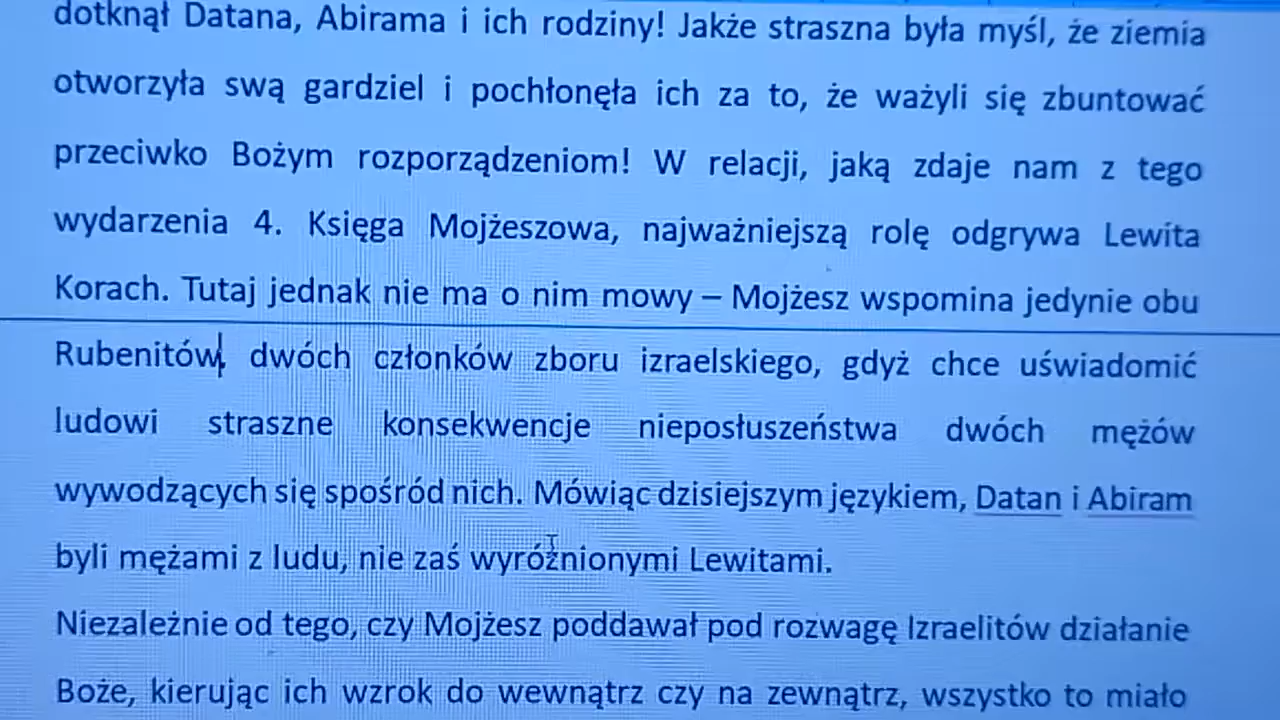 dotknął Datana, Abirama i ich rodziny! Jakże straszna była myśl, że ziemia
otworzyła swą gardziel i pochłonęła ich za to, że ważyli się zbuntować
przeciwko Bożym rozporządzeniom! W relacji, jaką zdaje nam z tego
wydarzenia 4. Księga Mojżeszowa, najważniejszą rolę odgrywa Lewita
Korach. Tutaj jednak nie ma o nim mowy – Mojżesz wspomina jedynie obu
Rubenitów, dwóch członków zboru izraelskiego, gdyż chce uświadomić
ludowi straszne konsekwencje nieposłuszeństwa dwóch mężów
wywodzących się spośród nich. Mówiąc dzisiejszym językiem, Datan i Abiram
byli mężami z ludu, nie zaś wyróżnionymi Lewitami.
Niezależnie od tego, czy Mojżesz poddawał pod rozwagę Izraelitów działanie
Boże, kierując ich wzrok do wewnątrz czy na zewnątrz, wszystko to miało